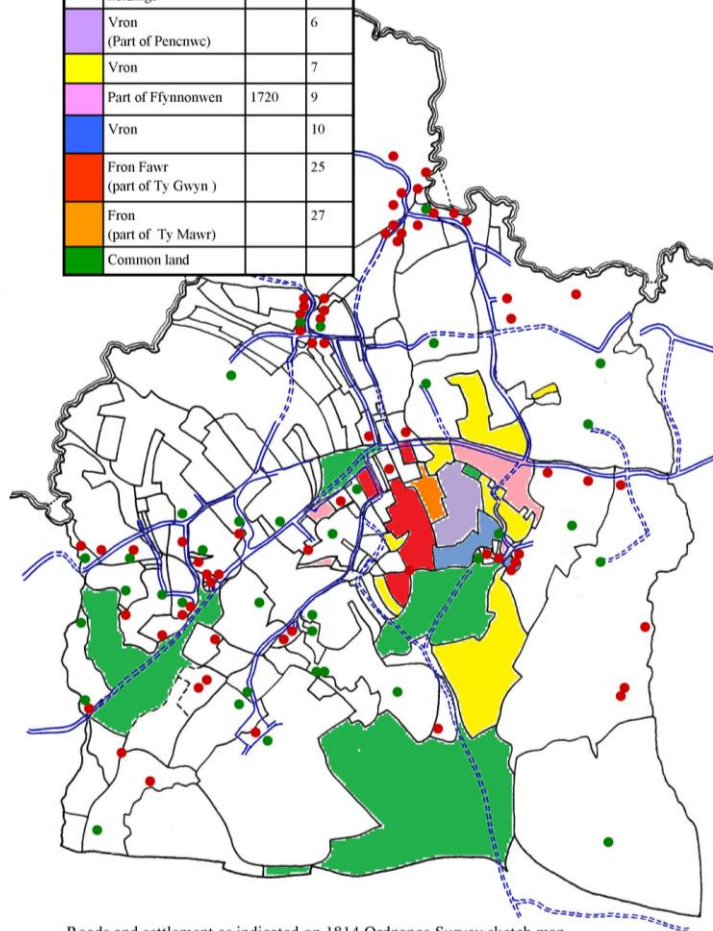 Vron 6
(Part of Pencnwc)
Vron 7
Part of Ffynnonwen 1720 9
Vron 10
Fron Fawr 25
(part of Ty Gwyn )
Fron 27
(part of Ty Mawr)
Common land